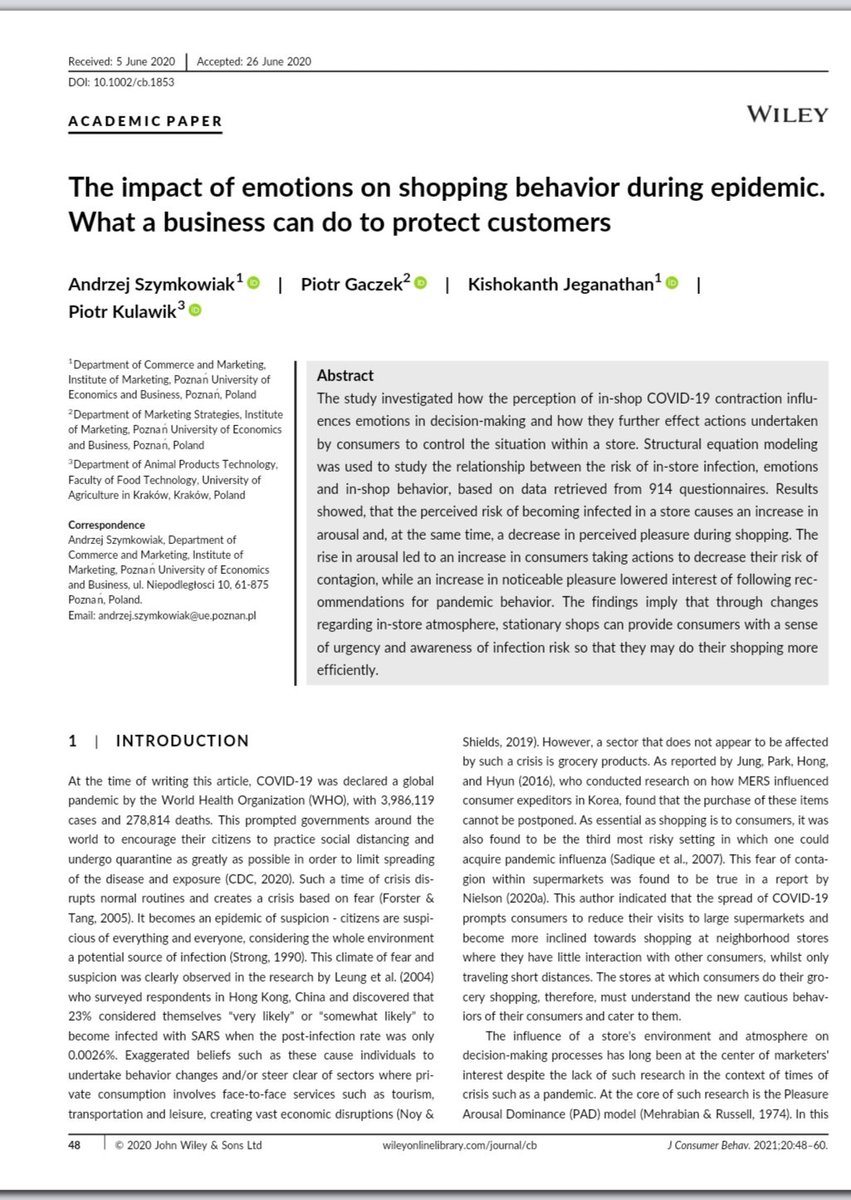 Received: 5 June 2020 | Accepted: 26 June 2020
DOI: 10.1002/cb.1853
ACADEMIC PAPER
WILEY
The impact of emotions on shopping behavior during epidemic.
What a business can do to protect customers
Andrzej Szymkowiak1 iD | Piotr Gaczek2 iD | Kishokanth Jeganathan1 iD |
Piotr Kulawik3 iD
1Department of Commerce and Marketing,
Institute of Marketing, Poznań University of
Economics and Business, Poznań, Poland
2Department of Marketing Strategies, Institute
of Marketing, Poznań University of Economics
and Business, Poznań, Poland
3Department of Animal Products Technology,
Faculty of Food Technology, University of
Agriculture in Kraków, Kraków, Poland
Correspondence
Andrzej Szymkowiak, Department of
Commerce and Marketing, Institute of
Marketing, Poznań University of Economics
and Business, ul. Niepodległosci 10, 61-875
Poznań, Poland.
Email: andrzej.szymkowiak@ue.poznan.pl
Abstract
The study investigated how the perception of in-shop COVID-19 contraction influ-
ences emotions in decision-making and how they further effect actions undertaken
by consumers to control the situation within a store. Structural equation modeling
was used to study the relationship between the risk of in-store infection, emotions
and in-shop behavior, based on data retrieved from 914 questionnaires. Results
showed, that the perceived risk of becoming infected in a store causes an increase in
arousal and, at the same time, a decrease in perceived pleasure during shopping. The
rise in arousal led to an increase in consumers taking actions to decrease their risk of
contagion, while an increase in noticeable pleasure lowered interest of following rec-
ommendations for pandemic behavior. The findings imply that through changes
regarding in-store atmosphere, stationary shops can provide consumers with a sense
of urgency and awareness of infection risk so that they may do their shopping more
efficiently.
1 | INTRODUCTION
At the time of writing this article, COVID-19 was declared a global
pandemic by the World Health Organization (WHO), with 3,986,119
cases and 278,814 deaths. This prompted governments around the
world to encourage their citizens to practice social distancing and
undergo quarantine as greatly as possible in order to limit spreading
of the disease and exposure (CDC, 2020). Such a time of crisis dis-
rupts normal routines and creates a crisis based on fear (Forster &
Tang, 2005). It becomes an epidemic of suspicion - citizens are suspi-
cious of everything and everyone, considering the whole environment
a potential source of infection (Strong, 1990). This climate of fear and
suspicion was clearly observed in the research by Leung et al. (2004)
who surveyed respondents in Hong Kong, China and discovered that
23% considered themselves “very likely” or “somewhat likely” to
become infected with SARS when the post-infection rate was only
0.0026%. Exaggerated beliefs such as these cause individuals to
undertake behavior changes and/or steer clear of sectors where pri-
vate consumption involves face-to-face services such as tourism,
transportation and leisure, creating vast economic disruptions (Noy &
Shields, 2019). However, a sector that does not appear to be affected
by such a crisis is grocery products. As reported by Jung, Park, Hong,
and Hyun (2016), who conducted research on how MERS influenced
consumer expeditors in Korea, found that the purchase of these items
cannot be postponed. As essential as shopping is to consumers, it was
also found to be the third most risky setting in which one could
acquire pandemic influenza (Sadique et al., 2007). This fear of conta-
gion within supermarkets was found to be true in a report by
Nielson (2020a). This author indicated that the spread of COVID-19
prompts consumers to reduce their visits to large supermarkets and
become more inclined towards shopping at neighborhood stores
where they have little interaction with other consumers, whilst only
traveling short distances. The stores at which consumers do their gro-
cery shopping, therefore, must understand the new cautious behav-
iors of their consumers and cater to them.
The influence of a store's environment and atmosphere on
decision-making processes has long been at the center of marketers'
interest despite the lack of such research in the context of times of
crisis such as a pandemic. At the core of such research is the Pleasure
Arousal Dominance (PAD) model (Mehrabian & Russell, 1974). In this
48 | © 2020 John Wiley & Sons Ltd wileyonlinelibrary.com/journal/cb J Consumer Behav. 2021;20:48–60.